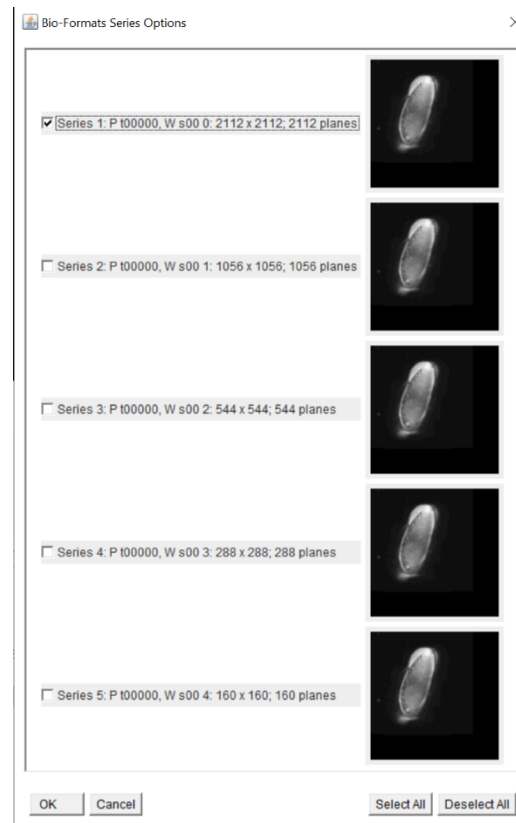 Bio-Formats Series Options
Series 1: P t00000, W s00 0: 2112 x 2112; 2112 planes
Series 2: P t00000, W s00 1: 1056 x 1056; 1056 planes
Series 3: P t00000, W s00 2: 544 x 544; 544 planes
Series 4: P t00000, W s00 3: 288 x 288; 288 planes
Series 5: P t00000, W s00 4: 160 x 160; 160 planes
OK Cancel Select All Deselect All